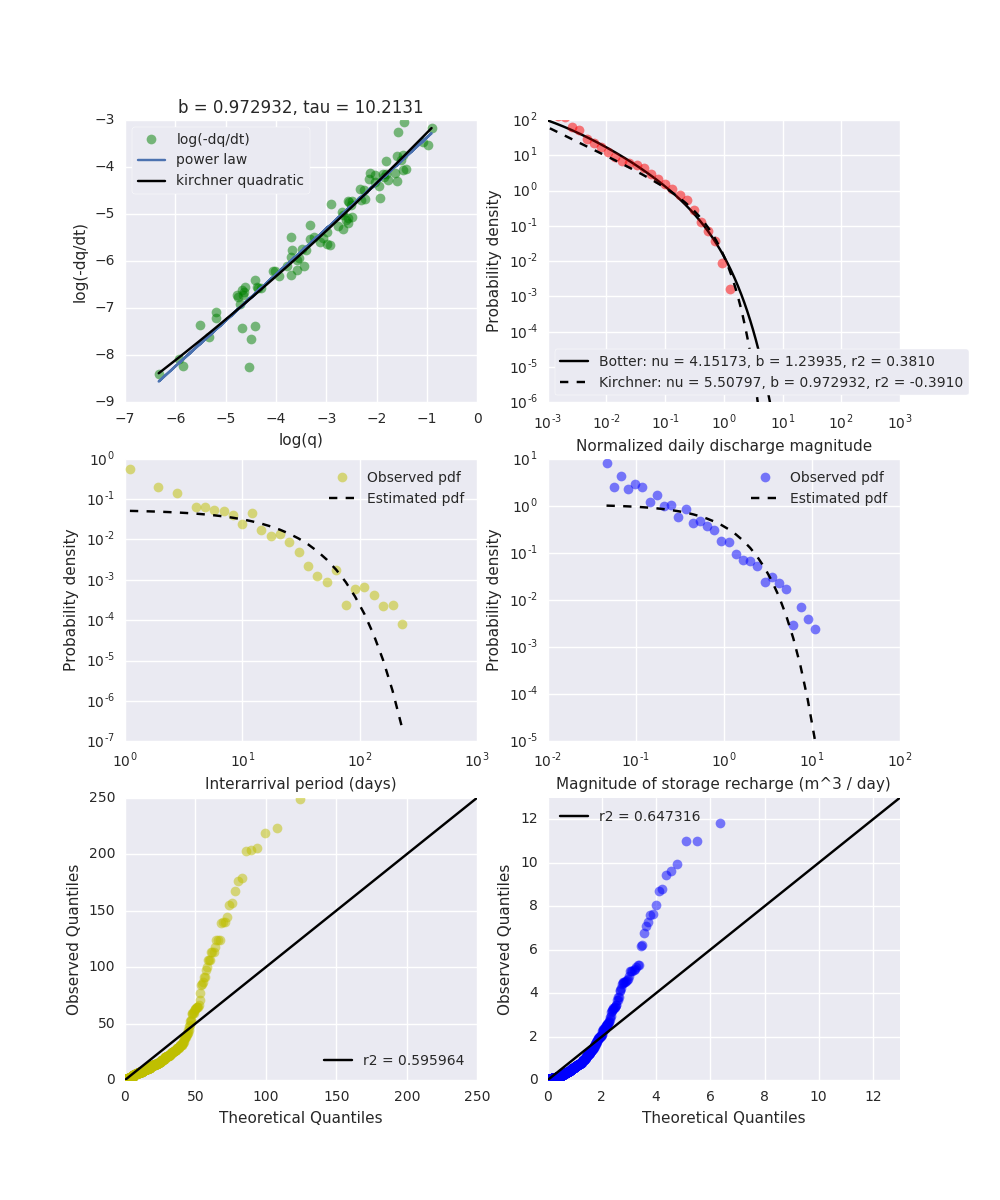 b = 0.972932, tau = 10.2131
−3
−4
−5
−6
−7
−8
−9
log(-dq/dt)
log(-dq/dt)
power law
kirchner quadratic
−7 −6 −5 −4 −3 −2 −1 0
log(q)
10^2
10^1
10^0
10^-1
10^-2
10^-3
10^-4
10^-5
10^-6
Probability density
Botter: nu = 4.15173, b = 1.23935, r2 = 0.3810
Kirchner: nu = 5.50797, b = 0.972932, r2 = -0.3910
10^-3 10^-2 10^-1 10^0 10^1 10^2 10^3
Normalized daily discharge magnitude
10^0
10^-1
10^-2
10^-3
10^-4
10^-5
10^-6
10^-7
Probability density
Observed pdf
Estimated pdf
10^0 10^1 10^2 10^3
Interarrival period (days)
10^1
10^0
10^-1
10^-2
10^-3
10^-4
10^-5
Probability density
Observed pdf
Estimated pdf
10^-2 10^-1 10^0 10^1 10^2
Magnitude of storage recharge (m^3 / day)
250
200
150
100
50
0
Observed Quantiles
r2 = 0.595964
0 50 100 150 200 250
Theoretical Quantiles
12
10
8
6
4
2
0
Observed Quantiles
r2 = 0.647316
0 2 4 6 8 10 12
Theoretical Quantiles